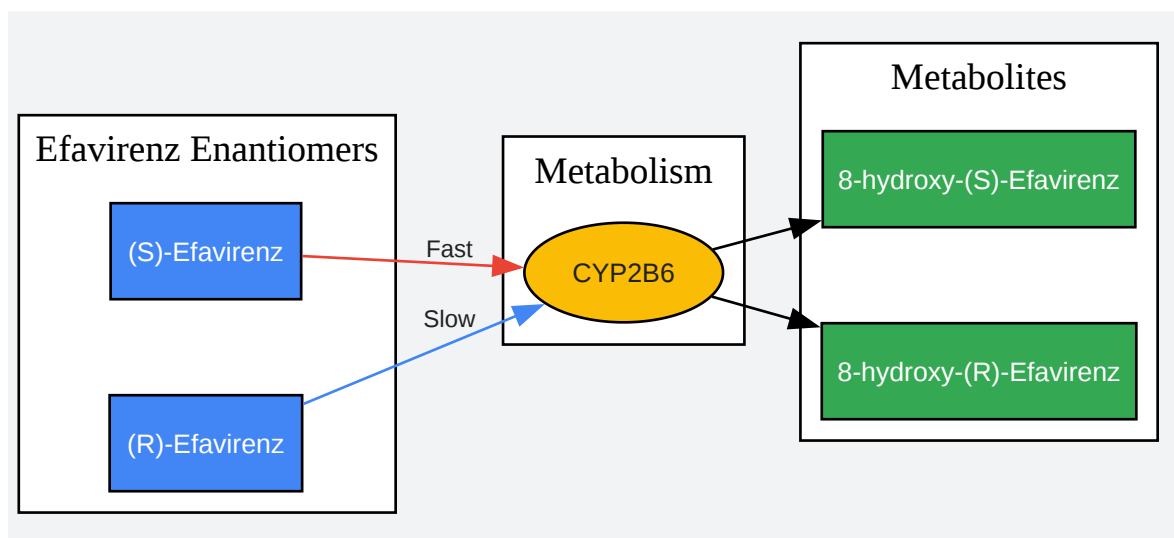 Efavirenz Enantiomers
(S)-Efavirenz
(R)-Efavirenz
Fast
Slow
Metabolism
CYP2B6
Metabolites
8-hydroxy-(S)-Efavirenz
8-hydroxy-(R)-Efavirenz